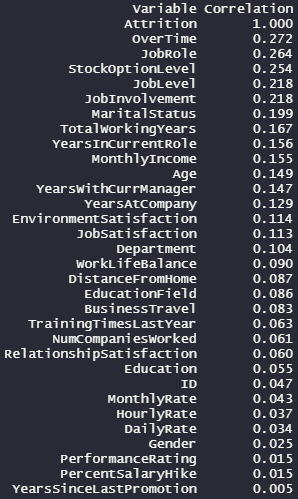 Variable Correlation
Attrition 1.000
OverTime 0.272
JobRole 0.264
StockOptionLevel 0.254
JobLevel 0.218
JobInvolvement 0.218
MaritalStatus 0.199
TotalWorkingYears 0.167
YearsInCurrentRole 0.156
MonthlyIncome 0.155
Age 0.149
YearsWithCurrManager 0.147
YearsAtCompany 0.129
EnvironmentSatisfaction 0.114
JobSatisfaction 0.113
Department 0.104
WorkLifeBalance 0.090
DistanceFromHome 0.087
EducationField 0.086
BusinessTravel 0.083
TrainingTimesLastYear 0.063
NumCompaniesWorked 0.061
RelationshipSatisfaction 0.060
Education 0.055
ID 0.047
MonthlyRate 0.043
HourlyRate 0.037
DailyRate 0.034
Gender 0.025
PerformanceRating 0.015
PercentSalaryHike 0.015
YearsSinceLastPromotion 0.005